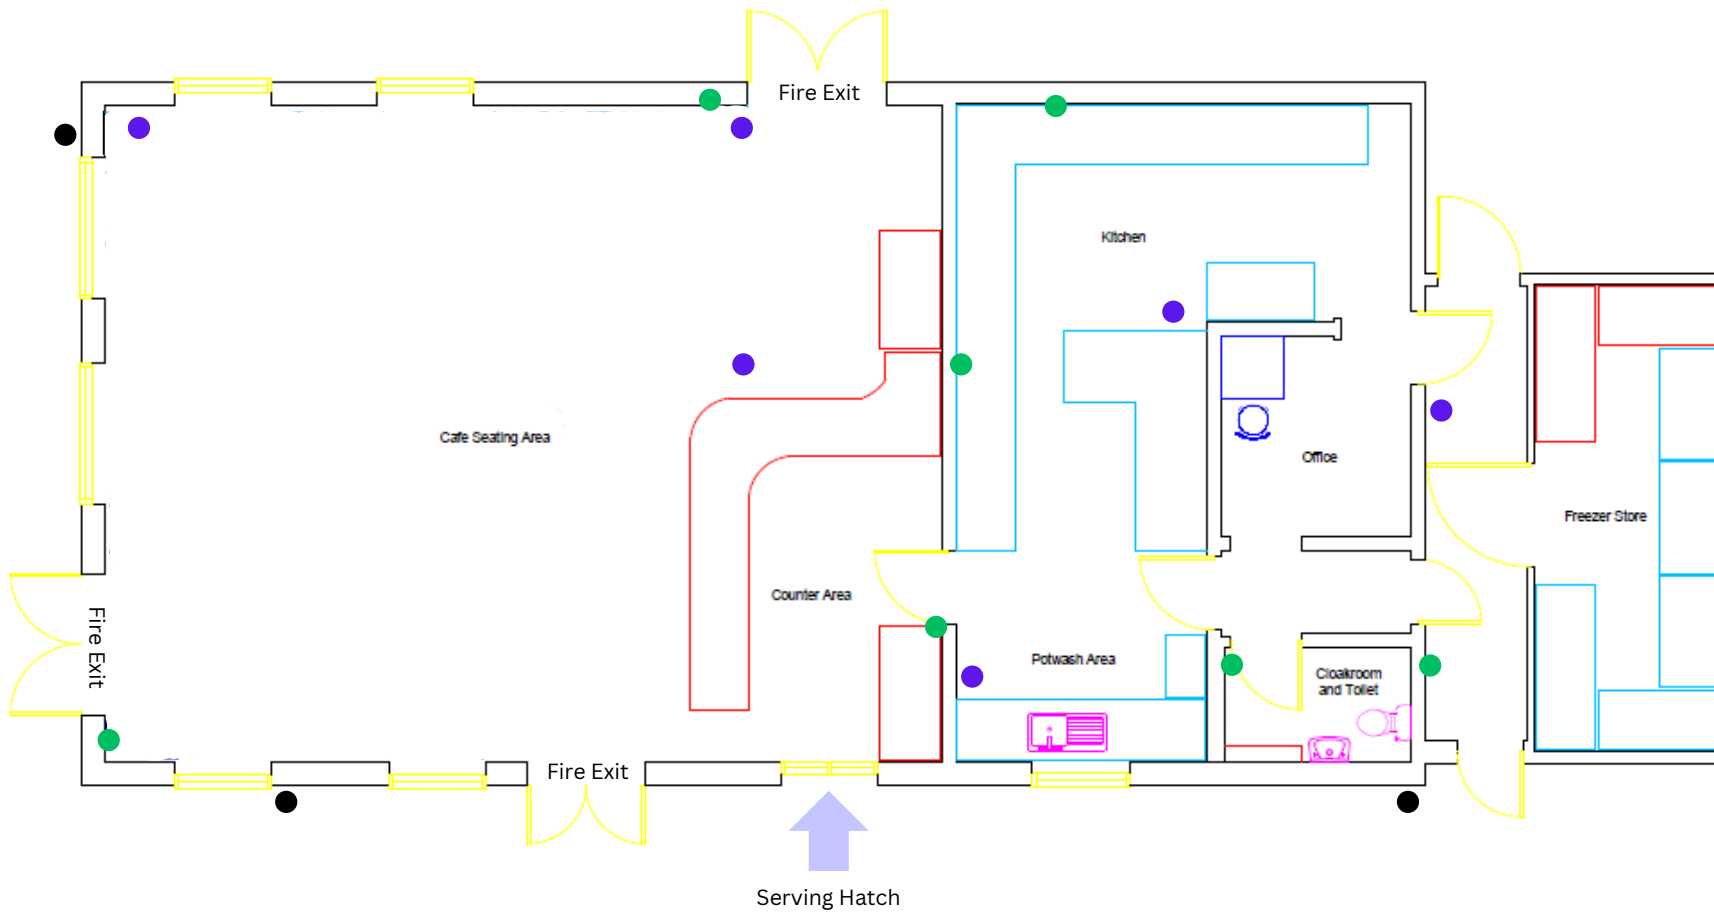 Fire Exit
Kitchen
Cafe Seating Area
Office
Freezer Store
Counter Area
Fire Exit
Potwash Area
Cloakroom
and Toilet
Fire Exit
Serving Hatch